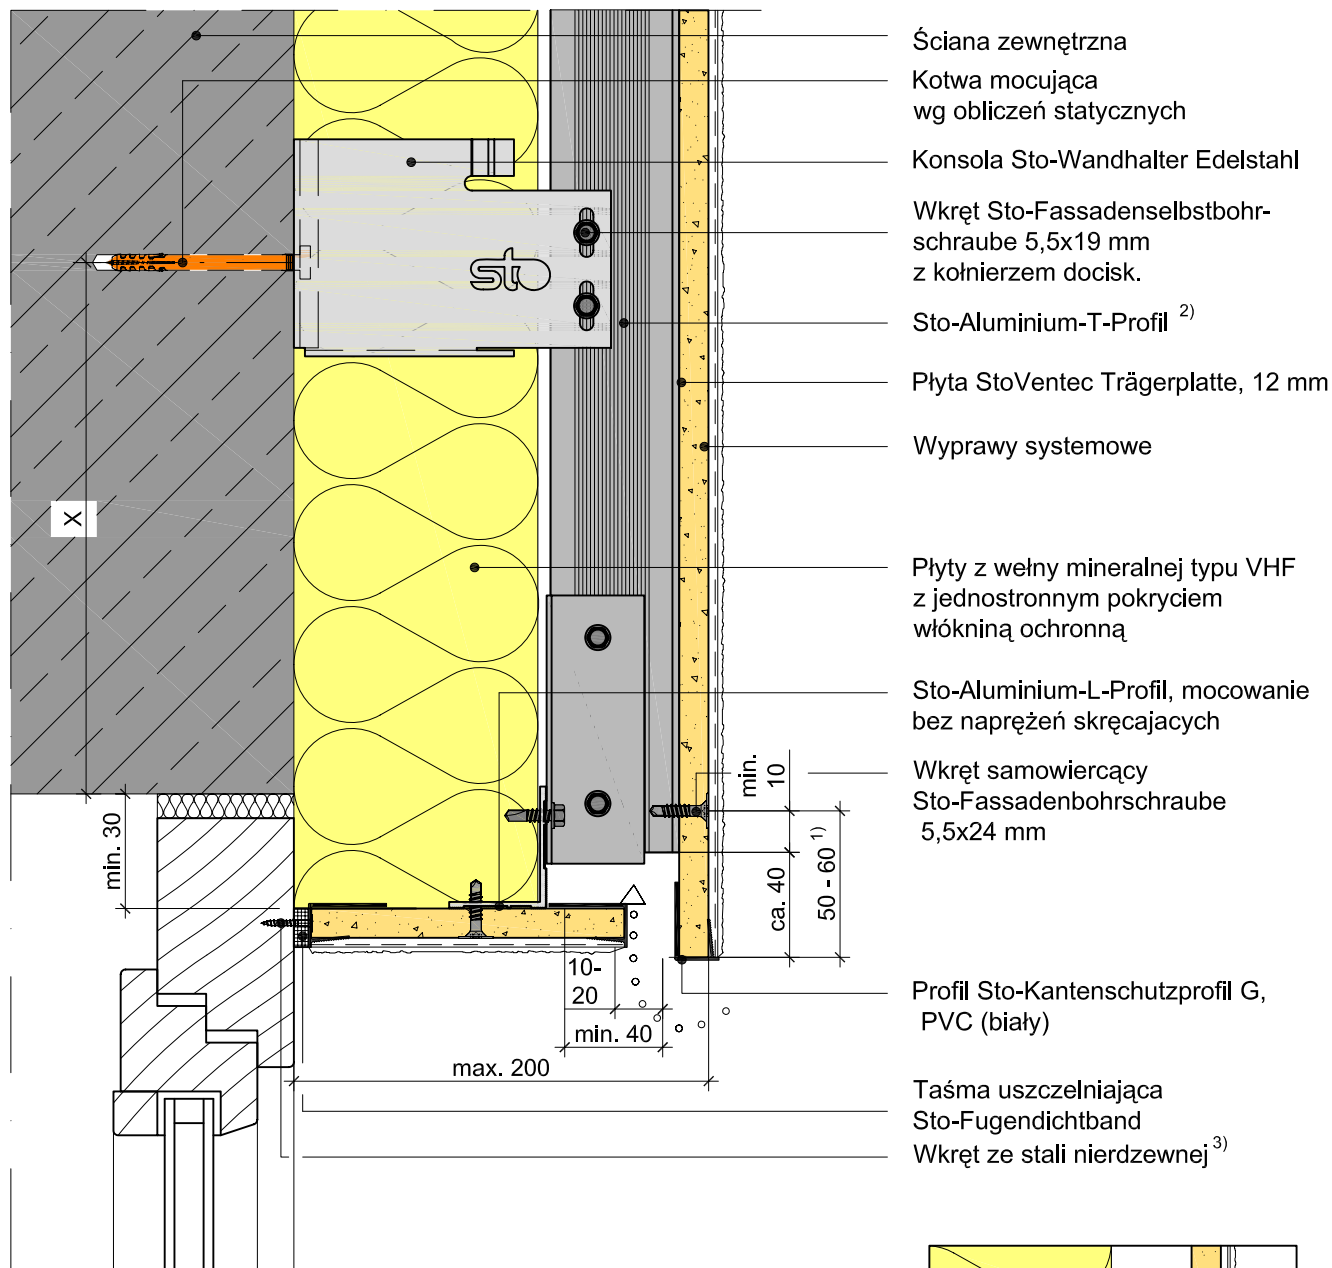 Ściana zewnętrzna
Kotwa mocująca
wg obliczeń statycznych
Konsola Sto-Wandhalter Edelstahl
Wkręt Sto-Fassadenselbstbohr-
schraube 5,5x19 mm
z kołnierzem docisk.
sto
Sto-Aluminium-T-Profil 2)
Płyta StoVentec Trägerplatte, 12 mm
Wyprawy systemowe
X
Płyty z wełny mineralnej typu VHF
z jednostronnym pokryciem
włókniną ochronną
Sto-Aluminium-L-Profil, mocowanie
bez naprężeń skręcajacych
Wkręt samowiercący
Sto-Fassadenbohrschraube
5,5x24 mm
min.
10
min. 30
ca. 40
50 - 60 1)
10-
20
min. 40
max. 200
Profil Sto-Kantenschutzprofil G,
PVC (biały)
Taśma uszczelniająca
Sto-Fugendichtband
Wkręt ze stali nierdzewnej 3)